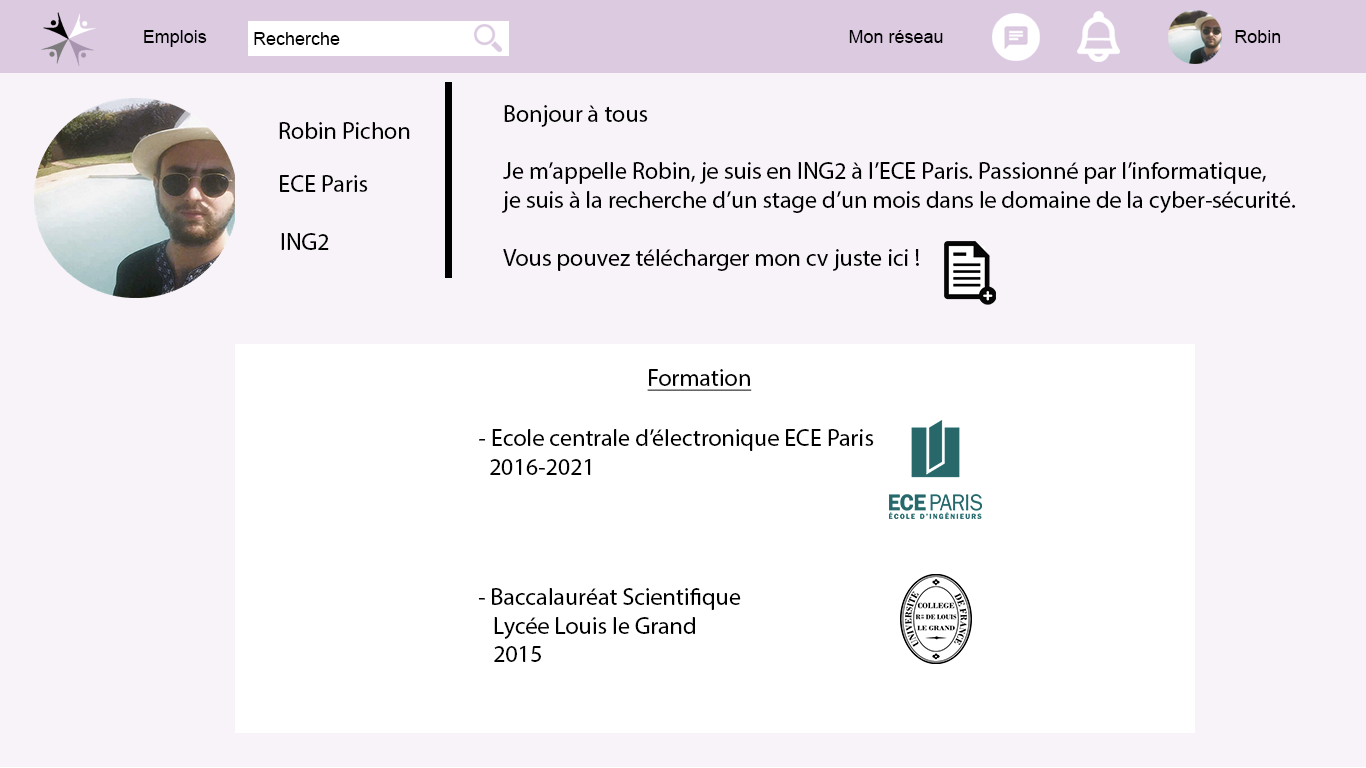 Emplois
Recherche
Mon réseau
Robin
Robin Pichon
ECE Paris
ING2
Bonjour à tous
Je m’appelle Robin, je suis en ING2 à l’ECE Paris. Passionné par l’informatique,
je suis à la recherche d’un stage d’un mois dans le domaine de la cyber-sécurité.
Vous pouvez télécharger mon cv juste ici !
Formation
- Ecole centrale d’électronique ECE Paris
2016-2021
ECE PARIS
ÉCOLE D'INGÉNIEURS
- Baccalauréat Scientifique
Lycée Louis le Grand
2015
UNIVERSITÉ DE FRANCE
COLLEGE
R.AL DE LOUIS
LE GRAND